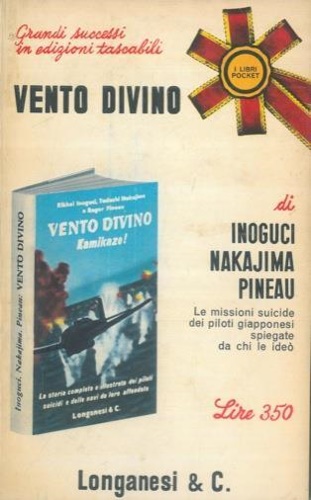 Grandi successi
in edizioni tascabili
I LIBRI
POCKET
VENTO DIVINO
di
INOGUCI
NAKAJIMA
PINEAU
Le missioni suicide
dei piloti giapponesi
spiegate
da chi le ideò
Lire 350
Inoguci, Nakajima, Pineau: VENTO DIVINO
Rikihei Inoguci, Tadashi Nakajima
e Roger Pineau
VENTO DIVINO
Kamikaze!
La storia completa e illustrata dei piloti
suicidi e delle navi da loro affondate
Longanesi & C.
Longanesi & C.